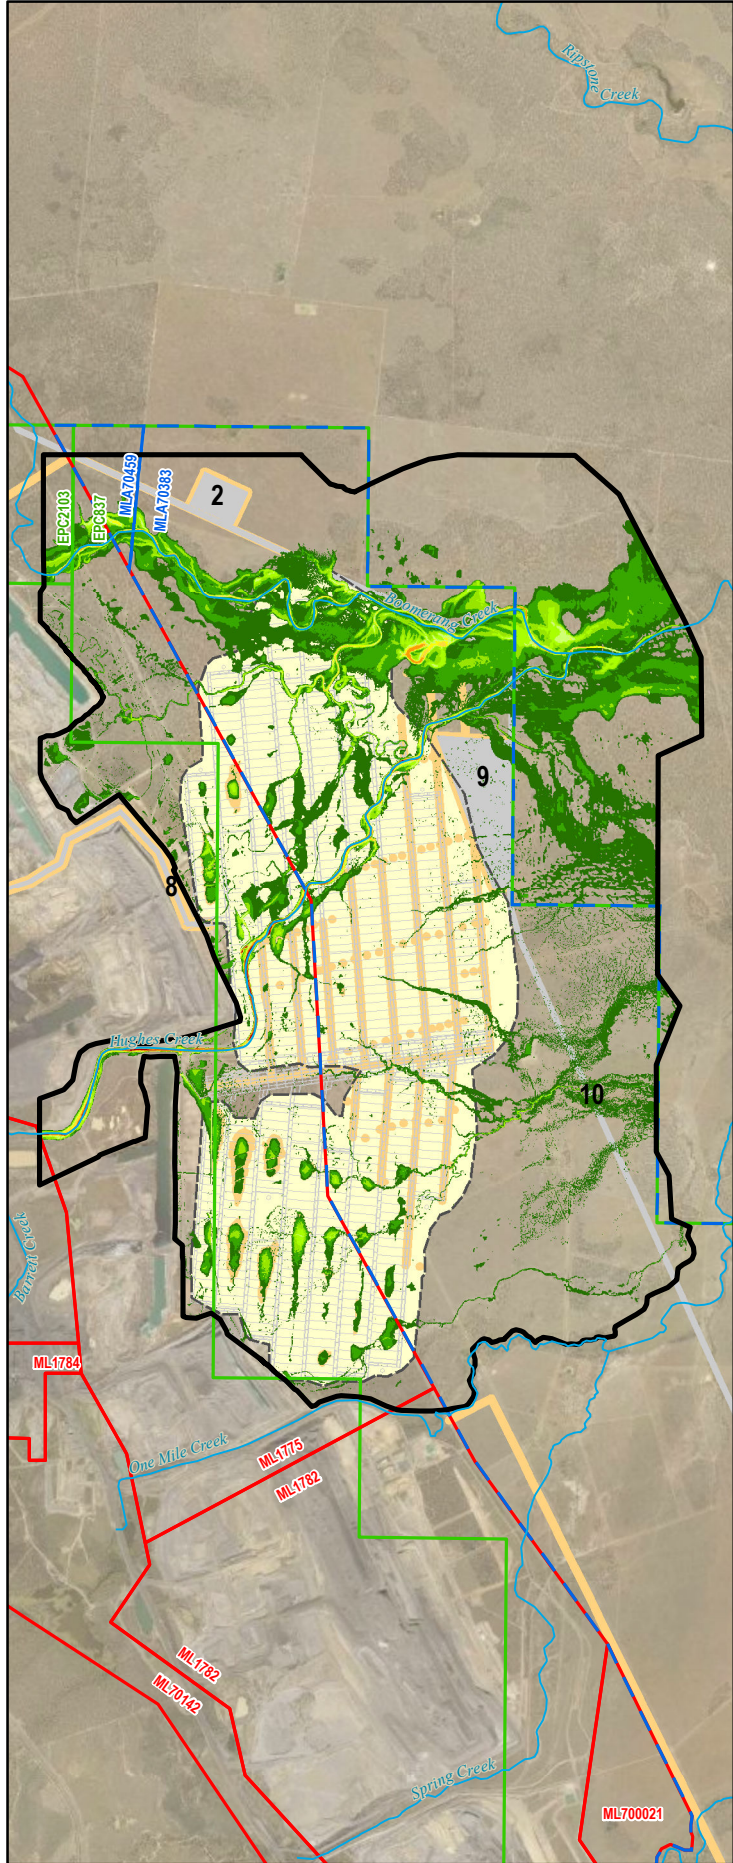 Ripstone
Creek
MLA70459
MLA70383
EPC2103
EPC837
2
Boomerang Creek
9
8
Hughes Creek
10
Barrett Creek
ML1784
One Mile Creek
ML1775
ML1782
ML1782
ML70142
Spring Creek
ML700021